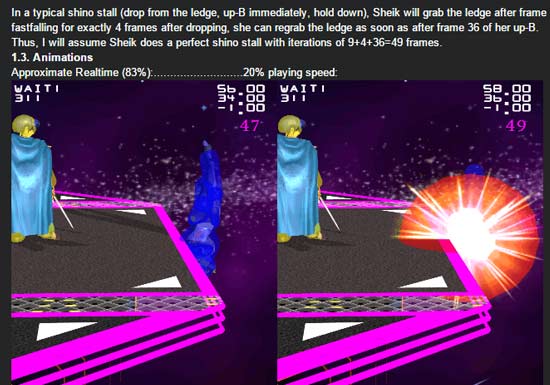 In a typical shino stall (drop from the ledge, up-B immediately, hold down), Sheik will grab the ledge after frame
fastfalling for exactly 4 frames after dropping, she can regrab the ledge as soon as after frame 36 of her up-B.
Thus, I will assume Sheik does a perfect shino stall with iterations of 9+4+36=49 frames.
1.3. Animations
Approximate Realtime (83%):............................20% playing speed:
WAIT1 56.00
311 34.00
-1.00
47
WAIT1 58.00
311 36.00
-1.00
49